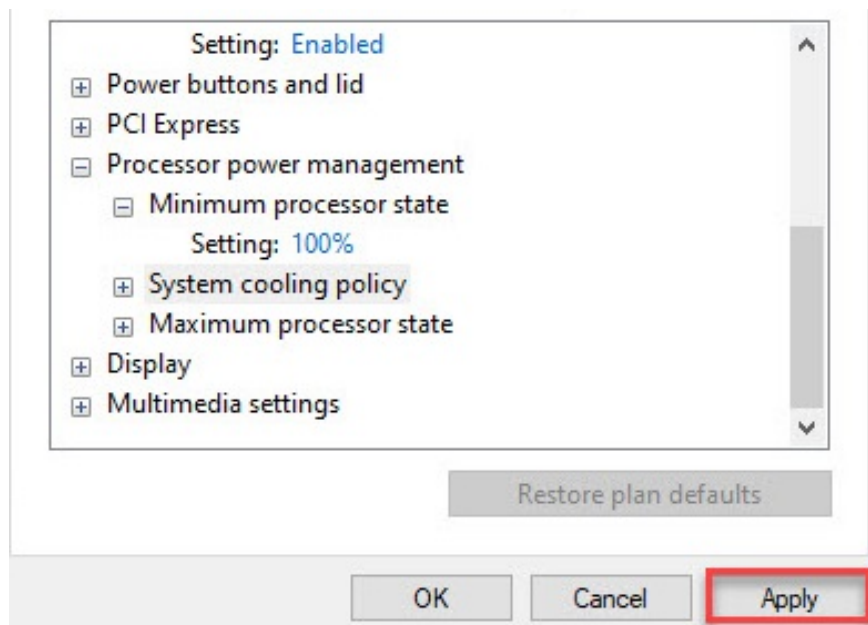 Setting: Enabled
Power buttons and lid
PCI Express
Processor power management
Minimum processor state
Setting: 100%
System cooling policy
Maximum processor state
Display
Multimedia settings
Restore plan defaults
OK Cancel Apply